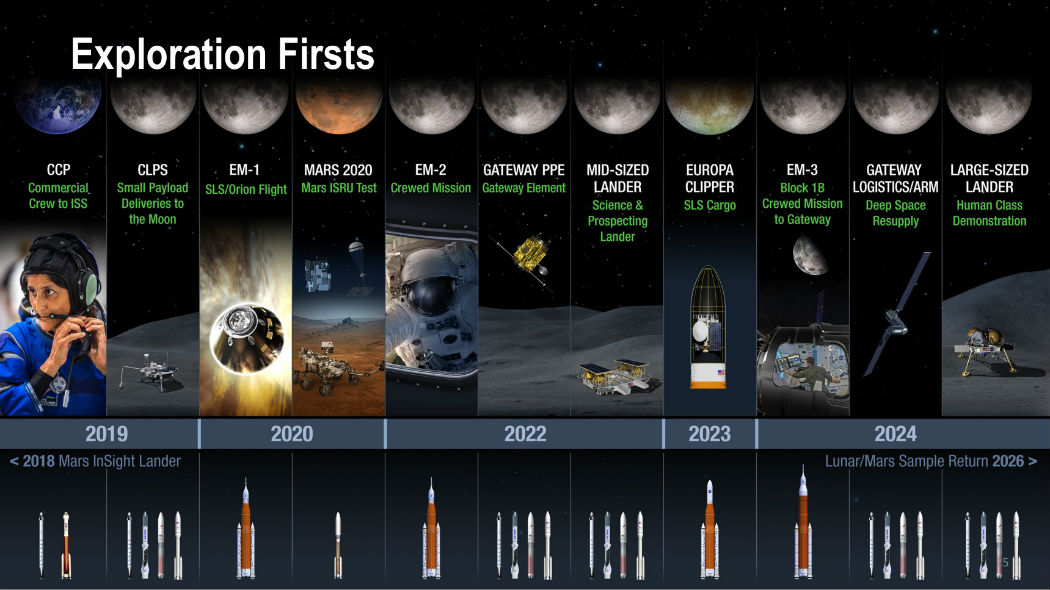 Exploration Firsts
CCP
Commercial
Crew to ISS
CLPS
Small Payload
Deliveries to
the Moon
EM-1
SLS/Orion Flight
MARS 2020
Mars ISRU Test
EM-2
Crewed Mission
GATEWAY PPE
Gateway Element
MID-SIZED
LANDER
Science &
Prospecting
Lander
EUROPA
CLIPPER
SLS Cargo
EM-3
Block 1B
Crewed Mission
to Gateway
GATEWAY
LOGISTICS/ARM
Deep Space
Resupply
LARGE-SIZED
LANDER
Human Class
Demonstration
2019
2020
2022
2023
2024
< 2018 Mars InSight Lander
Lunar/Mars Sample Return 2026 >